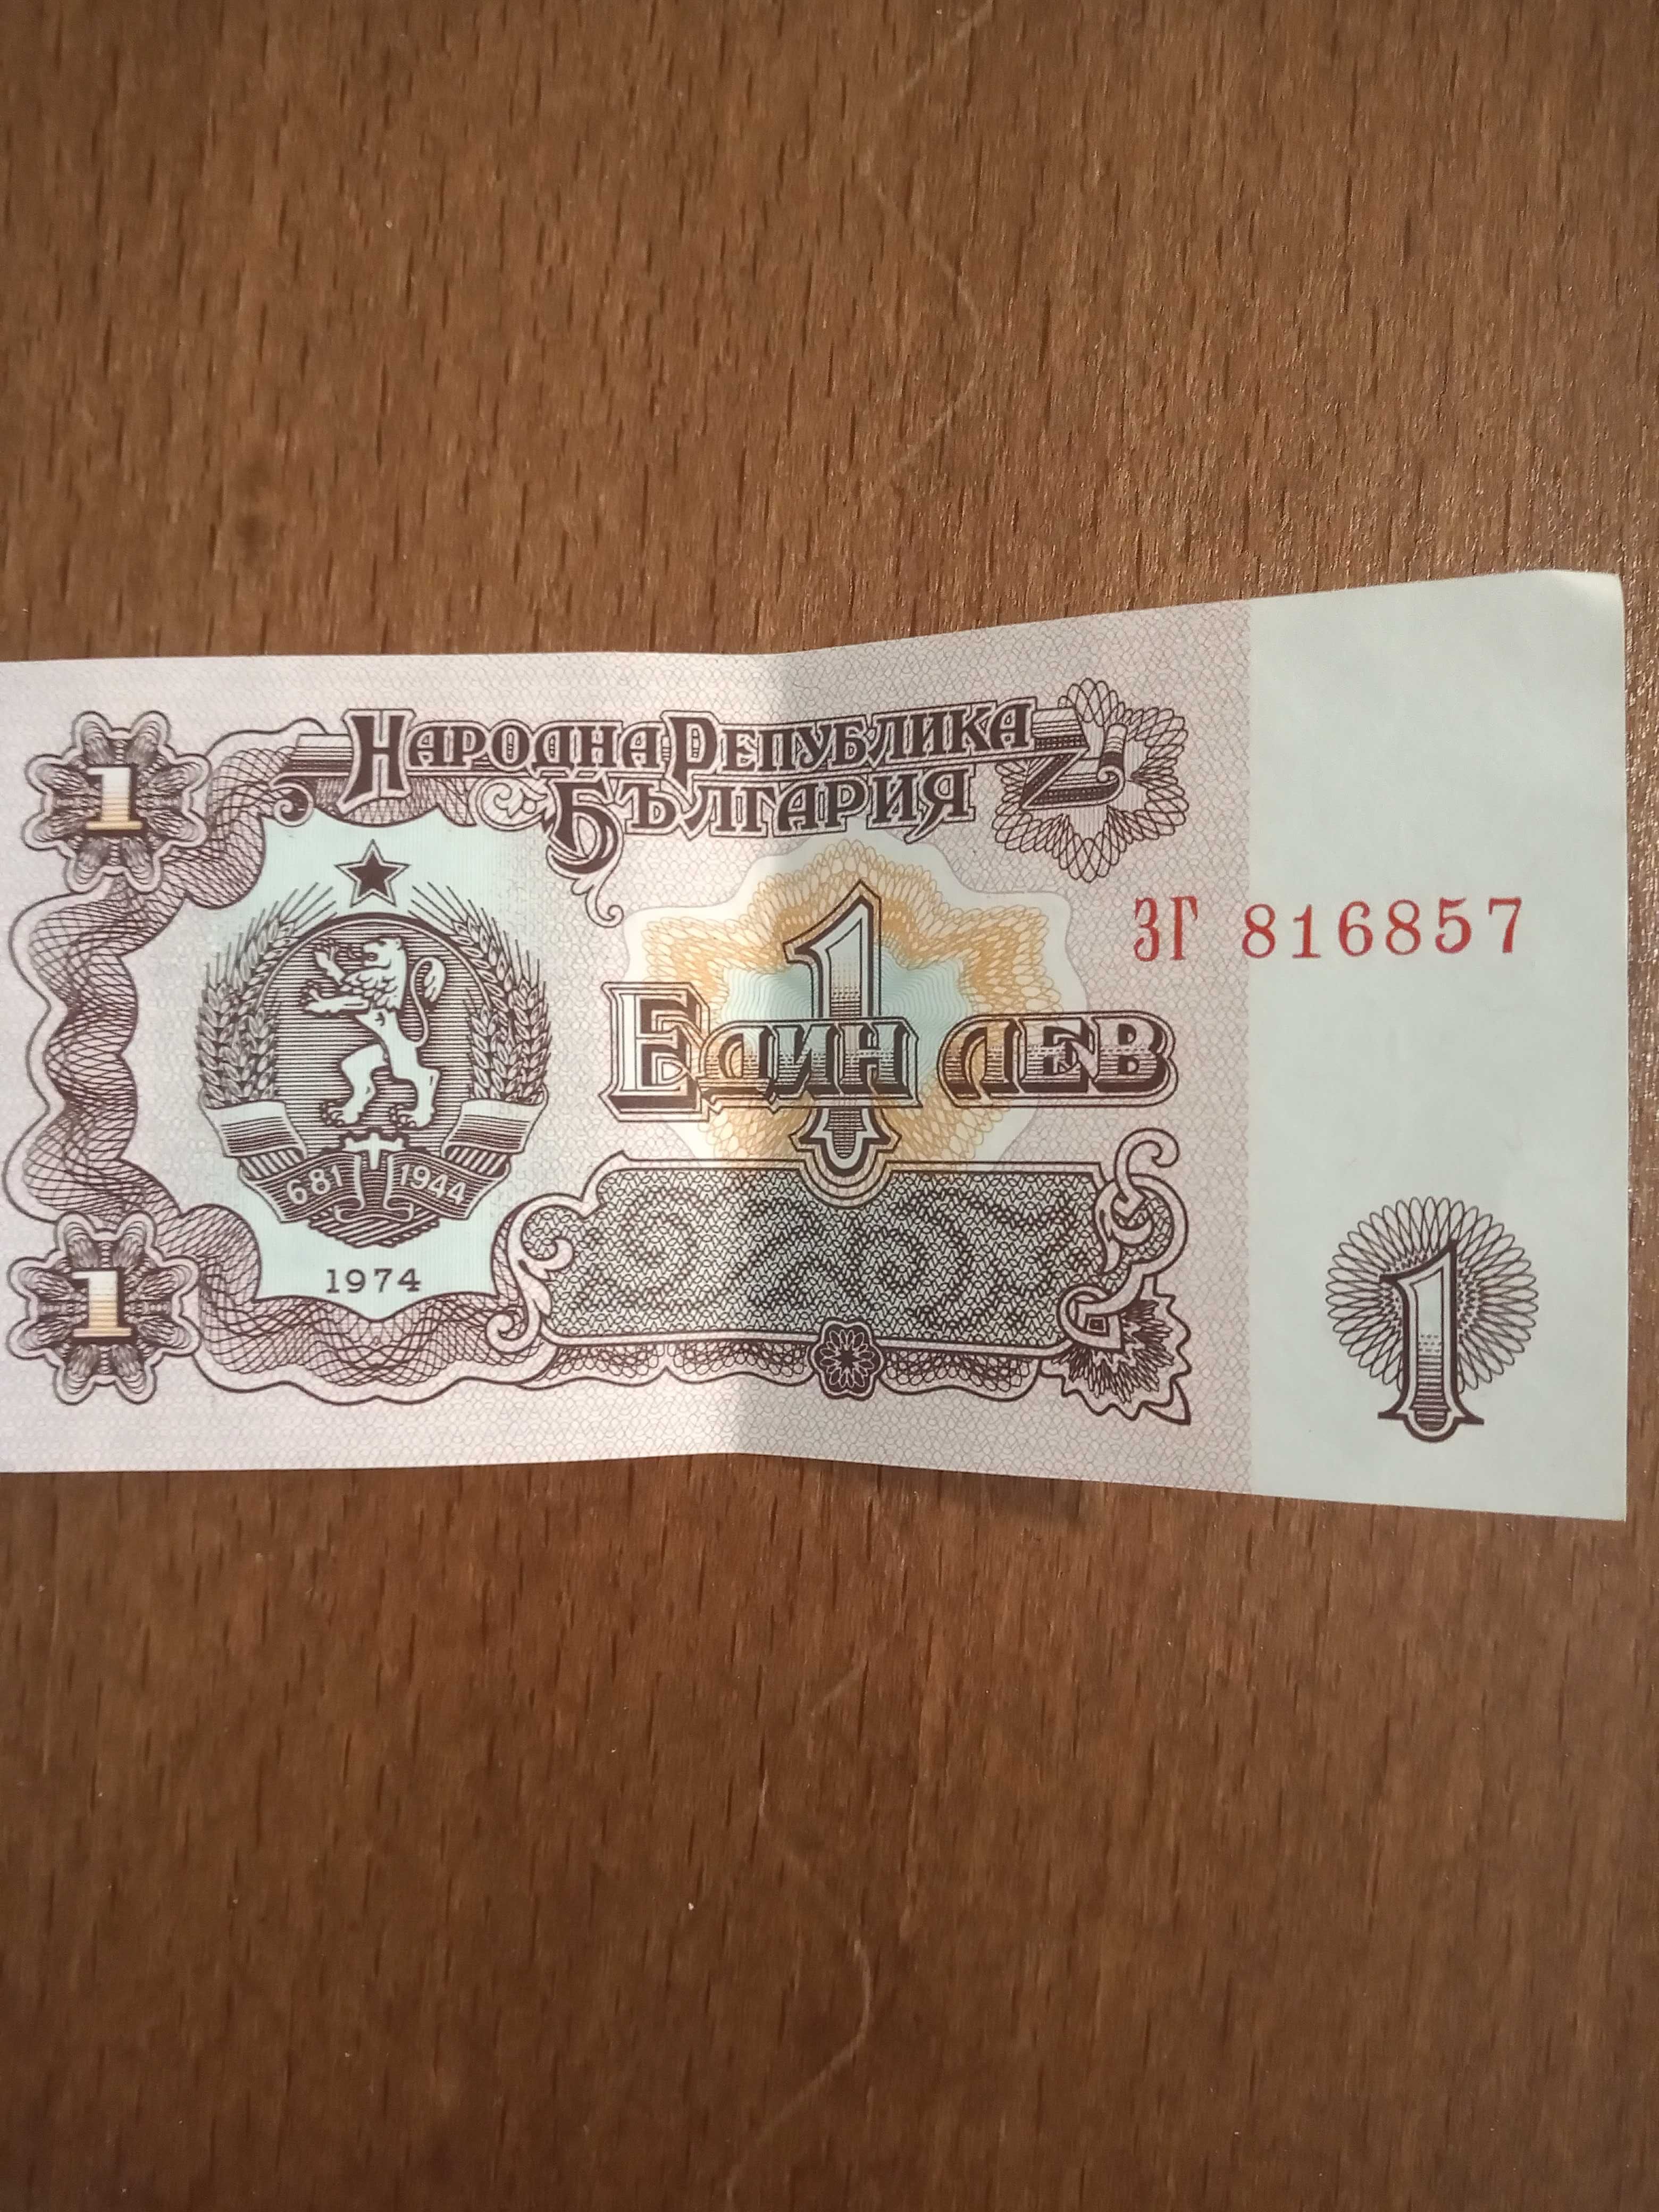 1
НАРОДНА РЕПУБЛИКА
БЪЛГАРИЯ
ЗГ 816857
1
ЕДИН ЛЕВ
681 1944
1974
1
1